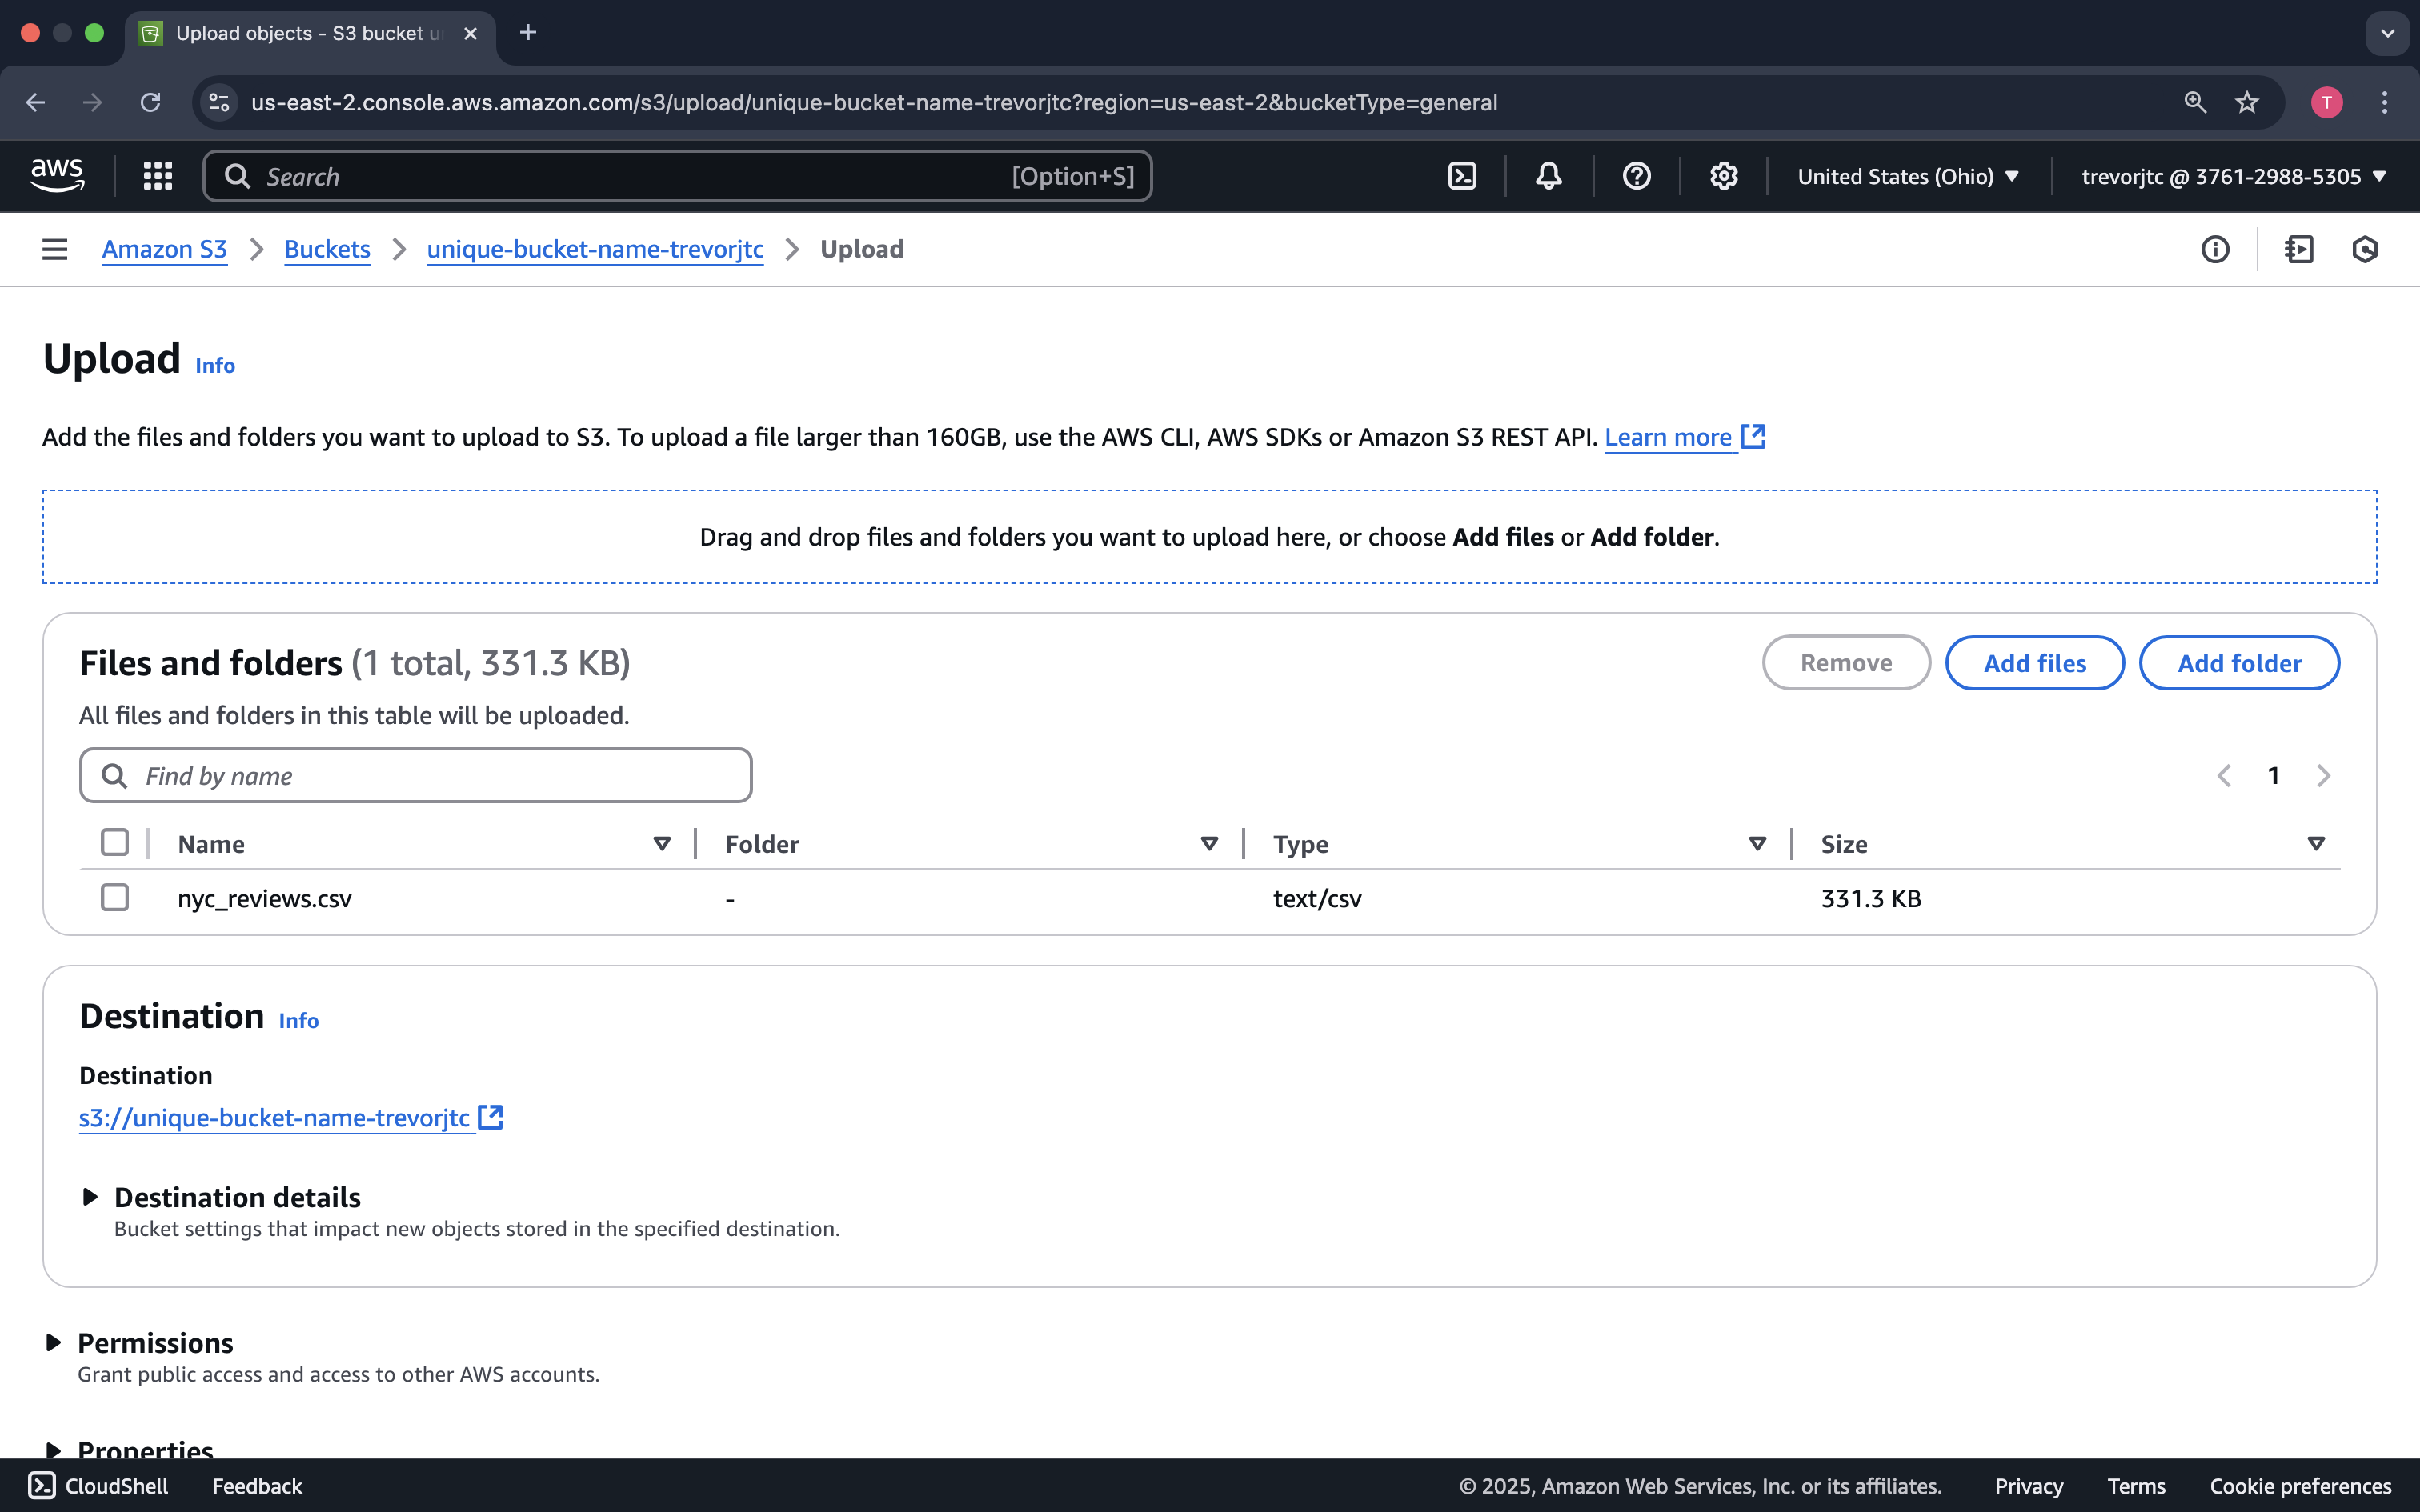 Upload objects - S3 bucket u
us-east-2.console.aws.amazon.com/s3/upload/unique-bucket-name-trevorjtc?region=us-east-2&bucketType=general
T
aws
Search
[Option+S]
United States (Ohio)
trevorjtc @ 3761-2988-5305
Amazon S3
Buckets
unique-bucket-name-trevorjtc
Upload
Upload Info
Add the files and folders you want to upload to S3. To upload a file larger than 160GB, use the AWS CLI, AWS SDKs or Amazon S3 REST API. Learn more
Drag and drop files and folders you want to upload here, or choose Add files or Add folder.
Files and folders (1 total, 331.3 KB)
Remove
Add files
Add folder
All files and folders in this table will be uploaded.
Find by name
1
Name Folder Type Size
nyc_reviews.csv - text/csv 331.3 KB
Destination Info
Destination
s3://unique-bucket-name-trevorjtc
Destination details
Bucket settings that impact new objects stored in the specified destination.
Permissions
Grant public access and access to other AWS accounts.
Properties
CloudShell
Feedback
© 2025, Amazon Web Services, Inc. or its affiliates.
Privacy
Terms
Cookie preferences